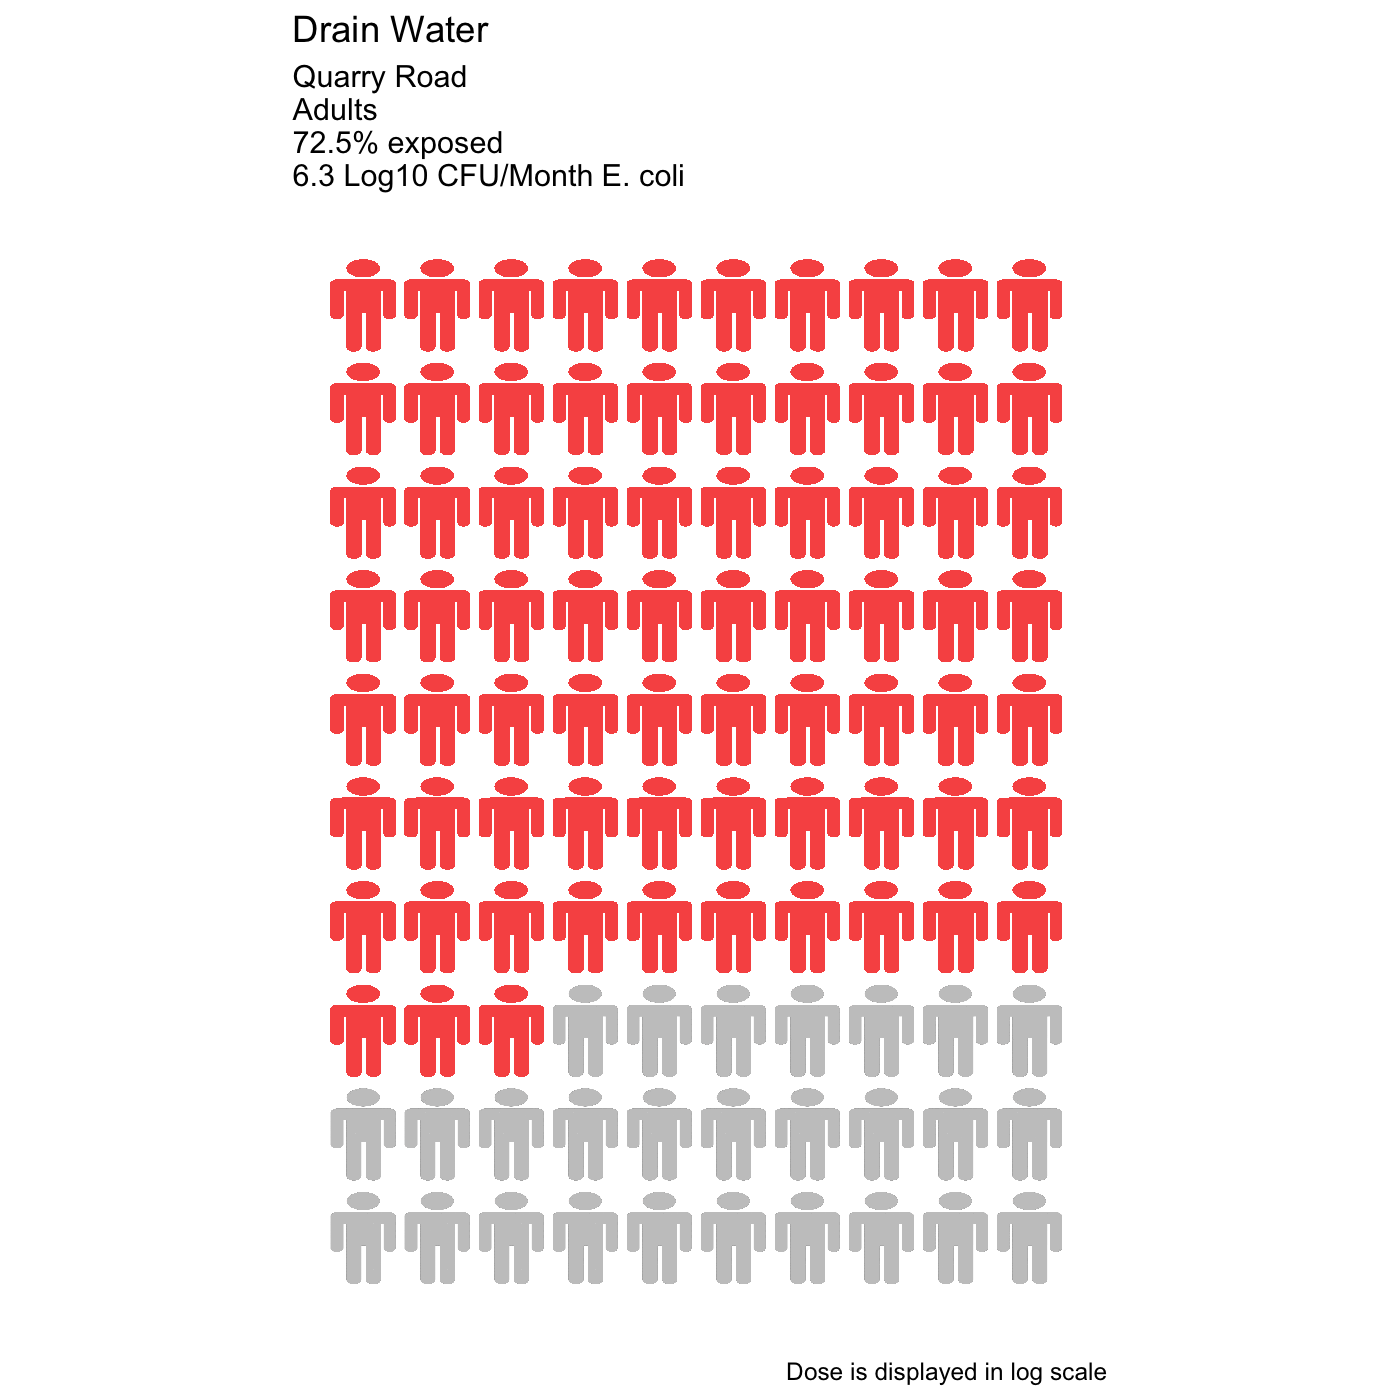 Drain Water
Quarry Road
Adults
72.5% exposed
6.3 Log10 CFU/Month E. coli
Dose is displayed in log scale